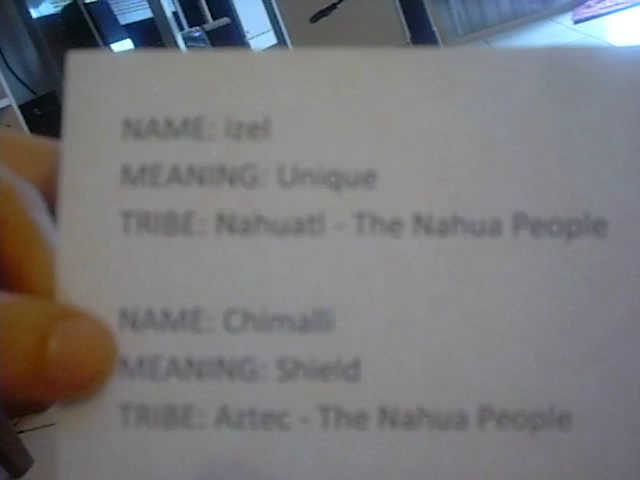 NAME: izel
MEANING: Unique
TRIBE: Nahuatl - The Nahua People
NAME: Chimalli
MEANING: Shield
TRIBE: Aztec - The Nahua People